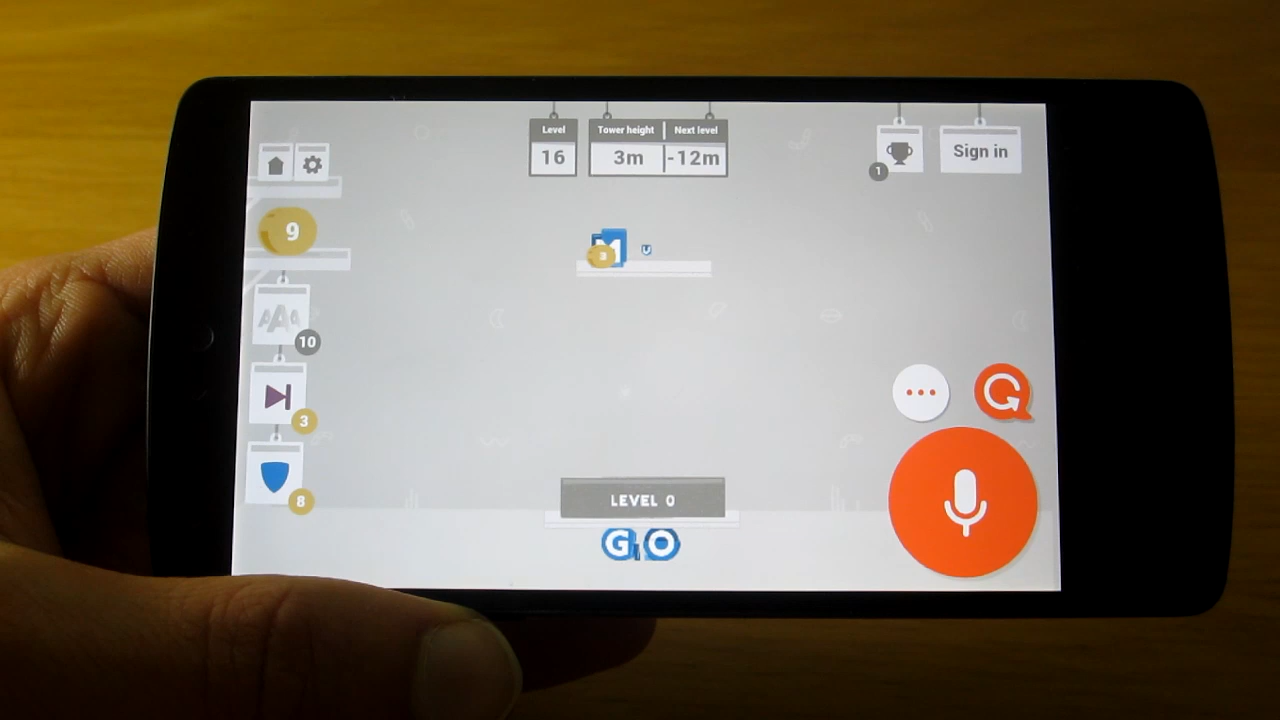 Level
16
Tower height
3m
Next level
-12m
1
Sign in
9
M
3
U
AAA
10
3
8
LEVEL 0
GO